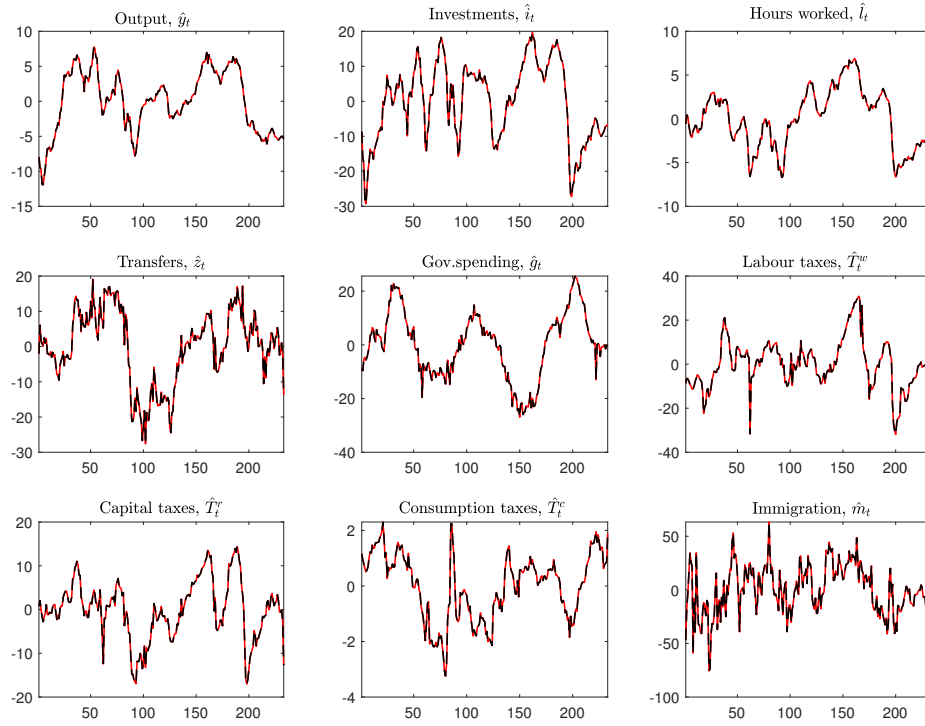 Output, ŷₜ
10
5
0
-5
-10
-15
50 100 150 200
Investments, îₜ
20
10
0
-10
-20
-30
50 100 150 200
Hours worked, l̂ₜ
10
5
0
-5
-10
50 100 150 200
Transfers, ẑₜ
20
10
0
-10
-20
-30
50 100 150 200
Gov.spending, ĝₜ
20
0
-20
-40
50 100 150 200
Labour taxes, T̂ₜʷ
40
20
0
-20
-40
50 100 150 200
Capital taxes, T̂ₜʳ
20
10
0
-10
-20
50 100 150 200
Consumption taxes, T̂ₜᶜ
2
0
-2
-4
50 100 150 200
Immigration, m̂ₜ
50
0
-50
-100
50 100 150 200